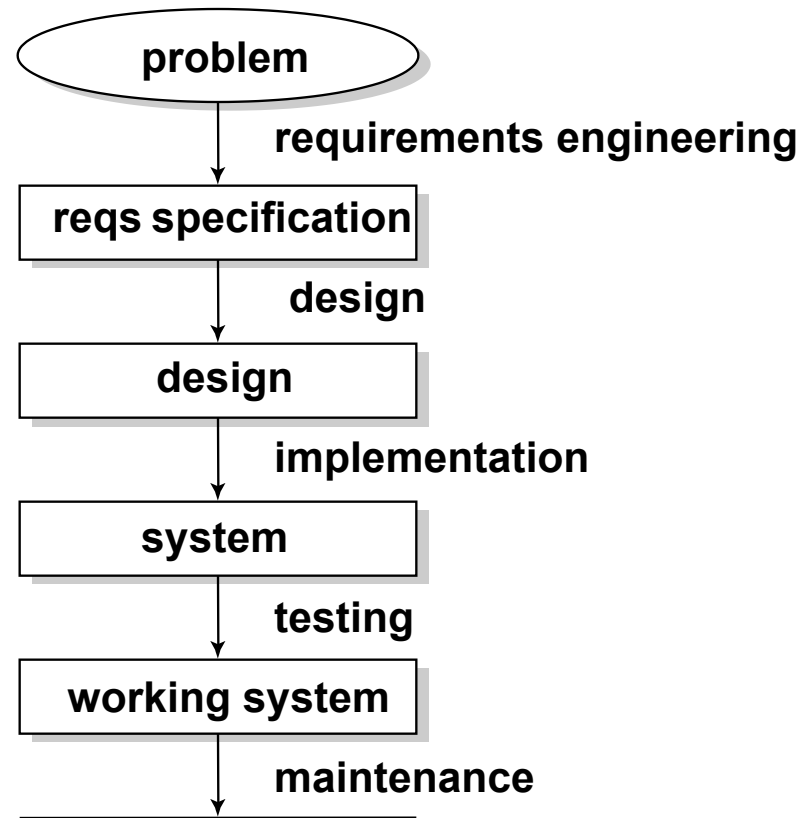 problem
requirements engineering
reqs specification
design
design
implementation
system
testing
working system
maintenance